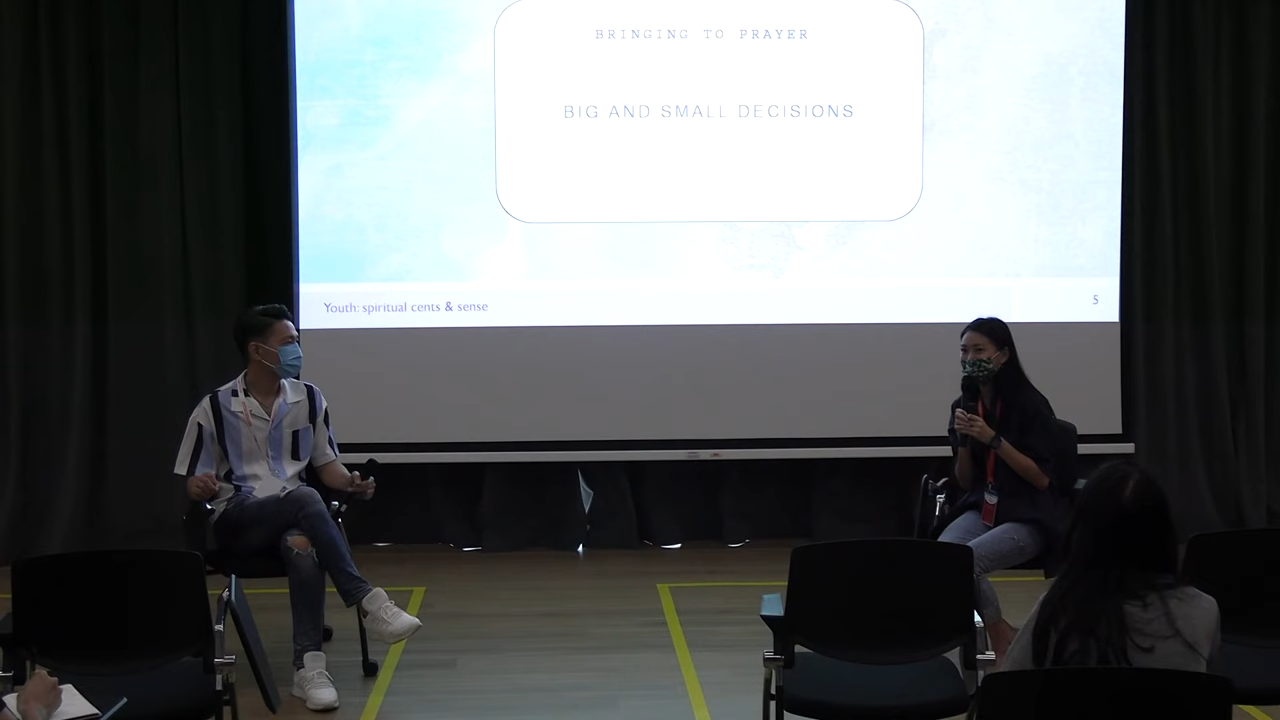 BRINGING TO PRAYER
BIG AND SMALL DECISIONS
Youth: spiritual cents & sense
5